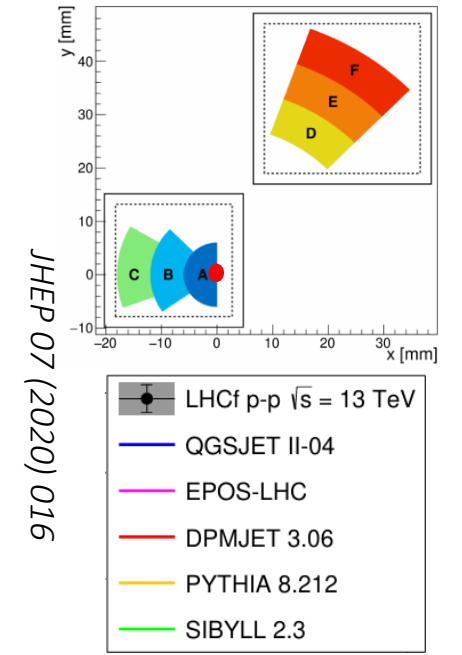 y [mm]
40
30
20
10
0
−10
F
E
D
C
B
A
−20
−10
0
10
20
30
x [mm]
JHEP 07 (2020) 016
LHCf p-p √s = 13 TeV
QGSJET II-04
EPOS-LHC
DPMJET 3.06
PYTHIA 8.212
SIBYLL 2.3